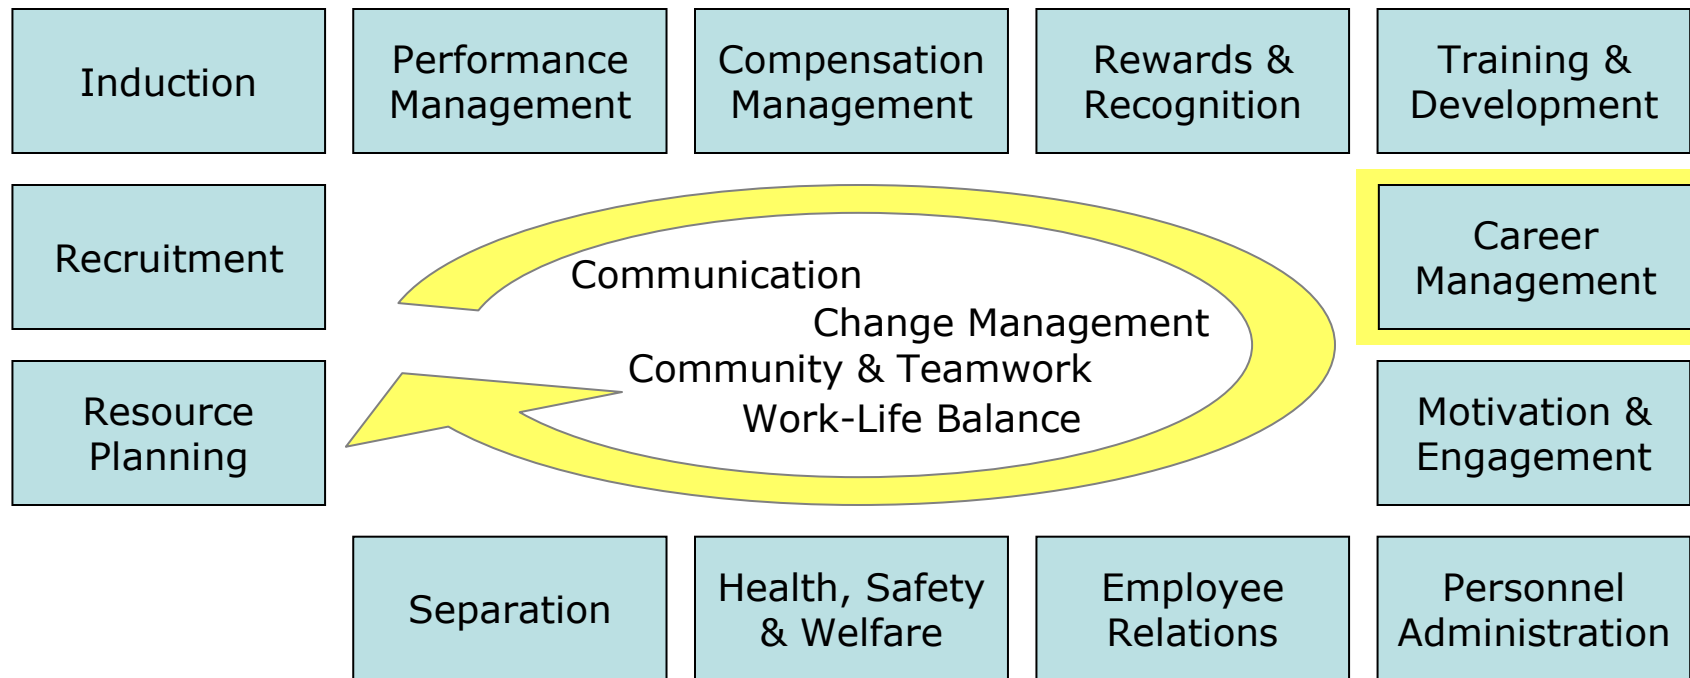 Induction
Performance
Management
Compensation
Management
Rewards &
Recognition
Training &
Development
Recruitment
Communication
Change Management
Community & Teamwork
Work-Life Balance
Career
Management
Resource
Planning
Motivation &
Engagement
Separation
Health, Safety
& Welfare
Employee
Relations
Personnel
Administration